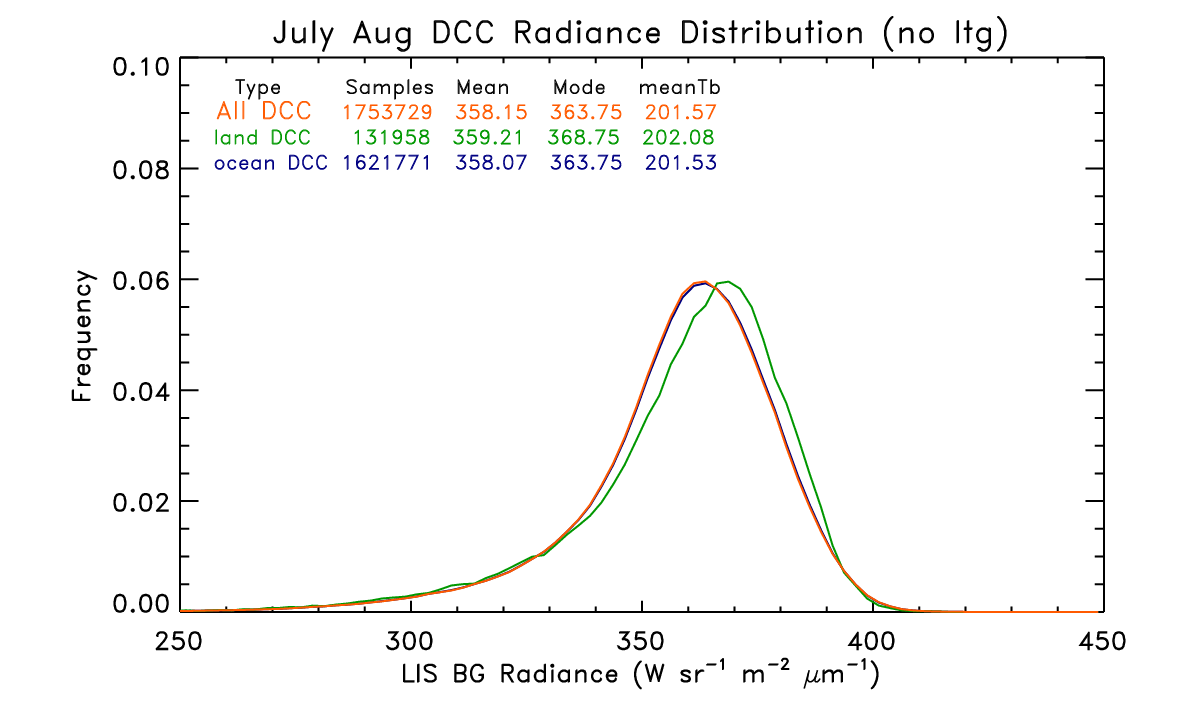 July Aug DCC Radiance Distribution (no ltg)
Type Samples Mean Mode meanTb
All DCC 1753729 358.15 363.75 201.57
land DCC 131958 359.21 368.75 202.08
ocean DCC 1621771 358.07 363.75 201.53
0.10
0.08
0.06
0.04
0.02
0.00
Frequency
250 300 350 400 450
LIS BG Radiance (W sr⁻¹ m⁻² μm⁻¹)